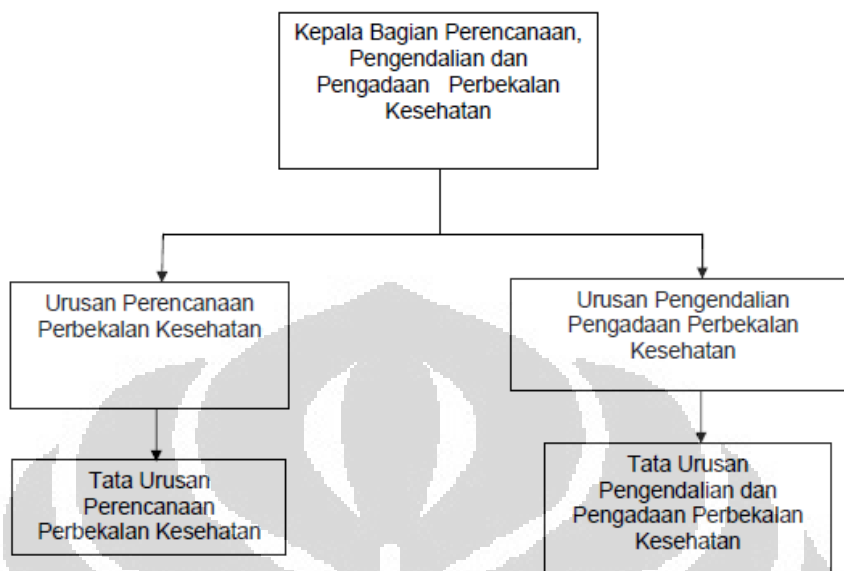 Kepala Bagian Perencanaan,
Pengendalian dan
Pengadaan Perbekalan
Kesehatan
Urusan Perencanaan
Perbekalan Kesehatan
Urusan Pengendalian
Pengadaan Perbekalan
Kesehatan
Tata Urusan
Perencanaan
Perbekalan Kesehatan
Tata Urusan
Pengendalian dan
Pengadaan Perbekalan
Kesehatan